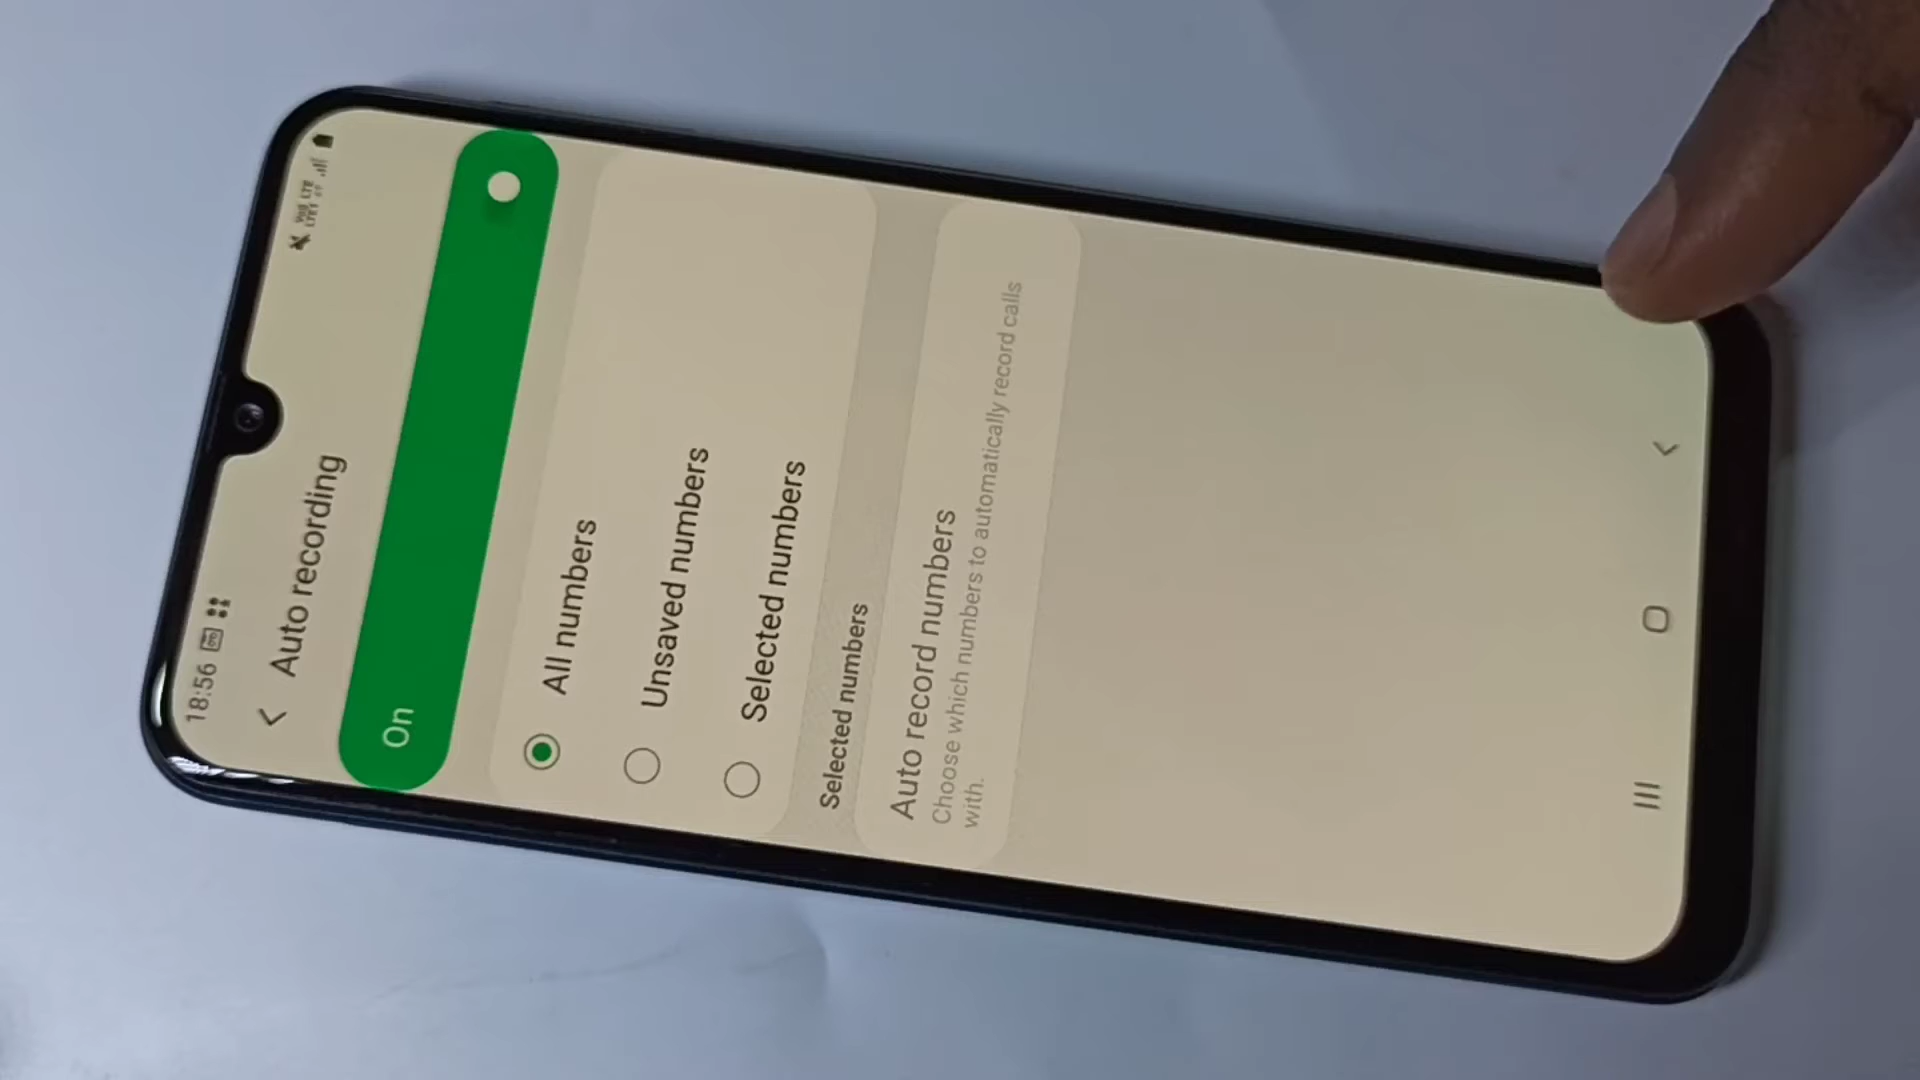 18:56
Auto recording
On
All numbers
Unsaved numbers
Selected numbers
Selected numbers
Auto record numbers
Choose which numbers to automatically record calls
with.